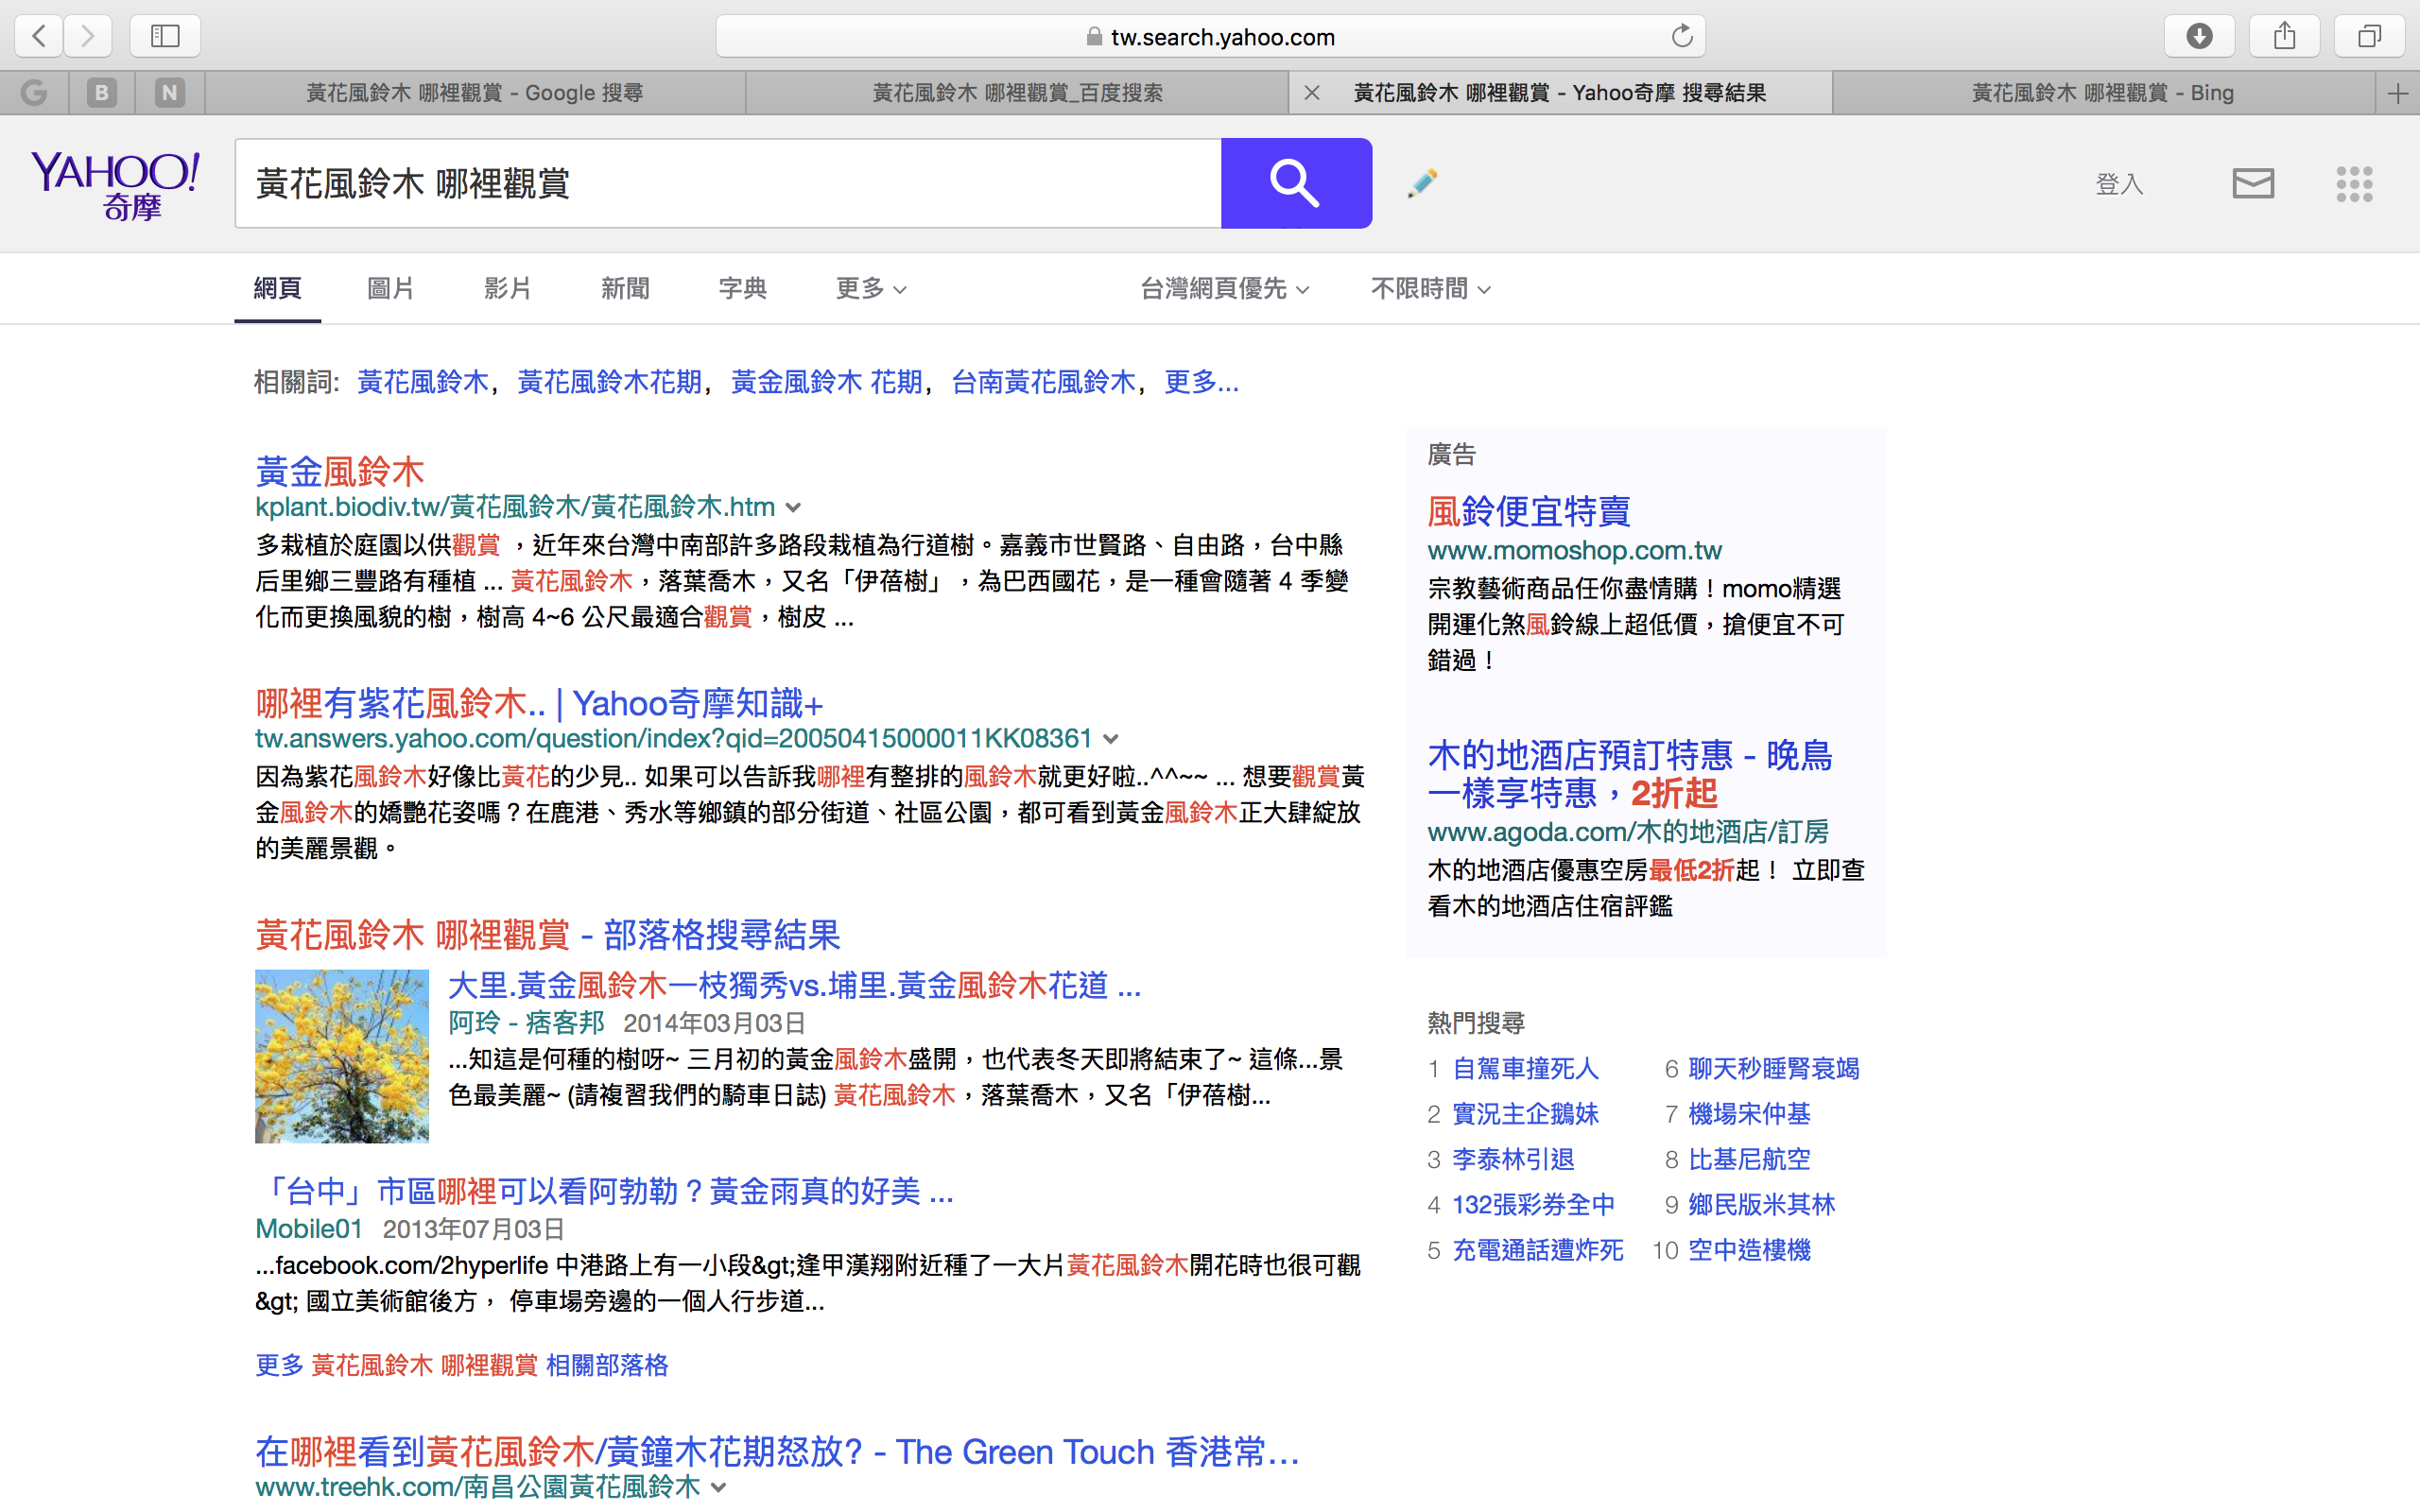 tw.search.yahoo.com
G
B
N
黃花風鈴木 哪裡觀賞 - Google 搜尋
黃花風鈴木 哪裡觀賞_百度搜索
黃花風鈴木 哪裡觀賞 - Yahoo奇摩 搜尋結果
黃花風鈴木 哪裡觀賞 - Bing
YAHOO!
奇摩
黃花風鈴木 哪裡觀賞
登入
網頁 圖片 影片 新聞 字典 更多 台灣網頁優先 不限時間
相關詞: 黃花風鈴木, 黃花風鈴木花期, 黃金風鈴木 花期, 台南黃花風鈴木, 更多...
黃金風鈴木
kplant.biodiv.tw/黃花風鈴木/黃花風鈴木.htm
多栽植於庭園以供觀賞 ，近年來台灣中南部許多路段栽植為行道樹。嘉義市世賢路、自由路，台中縣
后里鄉三豐路有種植 ... 黃花風鈴木，落葉喬木，又名「伊蓓樹」，為巴西國花，是一種會隨著 4 季變
化而更換風貌的樹，樹高 4~6 公尺最適合觀賞，樹皮 ...
哪裡有紫花風鈴木.. | Yahoo奇摩知識+
tw.answers.yahoo.com/question/index?qid=20050415000011KK08361
因為紫花風鈴木好像比黃花的少見.. 如果可以告訴我哪裡有整排的風鈴木就更好啦..^^~~ ... 想要觀賞黃
金風鈴木的嬌艷花姿嗎？在鹿港、秀水等鄉鎮的部分街道、社區公園，都可看到黃金風鈴木正大肆綻放
的美麗景觀。
黃花風鈴木 哪裡觀賞 - 部落格搜尋結果
大里.黃金風鈴木一枝獨秀vs.埔里.黃金風鈴木花道 ...
阿玲 - 痞客邦 2014年03月03日
...知這是何種的樹呀~ 三月初的黃金風鈴木盛開，也代表冬天即將結束了~ 這條...景
色最美麗~ (請複習我們的騎車日誌) 黃花風鈴木，落葉喬木，又名「伊蓓樹...
「台中」市區哪裡可以看阿勃勒？黃金雨真的好美 ...
Mobile01 2013年07月03日
...facebook.com/2hyperlife 中港路上有一小段&gt;逢甲漢翔附近種了一大片黃花風鈴木開花時也很可觀
&gt; 國立美術館後方， 停車場旁邊的一個人行步道...
更多 黃花風鈴木 哪裡觀賞 相關部落格
在哪裡看到黃花風鈴木/黃鐘木花期怒放? - The Green Touch 香港常...
www.treehk.com/南昌公園黃花風鈴木
廣告
風鈴便宜特賣
www.momoshop.com.tw
宗教藝術商品任你盡情購！momo精選
開運化煞風鈴線上超低價，搶便宜不可
錯過！
木的地酒店預訂特惠 - 晚鳥
一樣享特惠，2折起
www.agoda.com/木的地酒店/訂房
木的地酒店優惠空房最低2折起！ 立即查
看木的地酒店住宿評鑑
熱門搜尋
1 自駕車撞死人
2 實況主企鵝妹
3 李泰林引退
4 132張彩券全中
5 充電通話遭炸死
6 聊天秒睡腎衰竭
7 機場宋仲基
8 比基尼航空
9 鄉民版米其林
10 空中造樓機